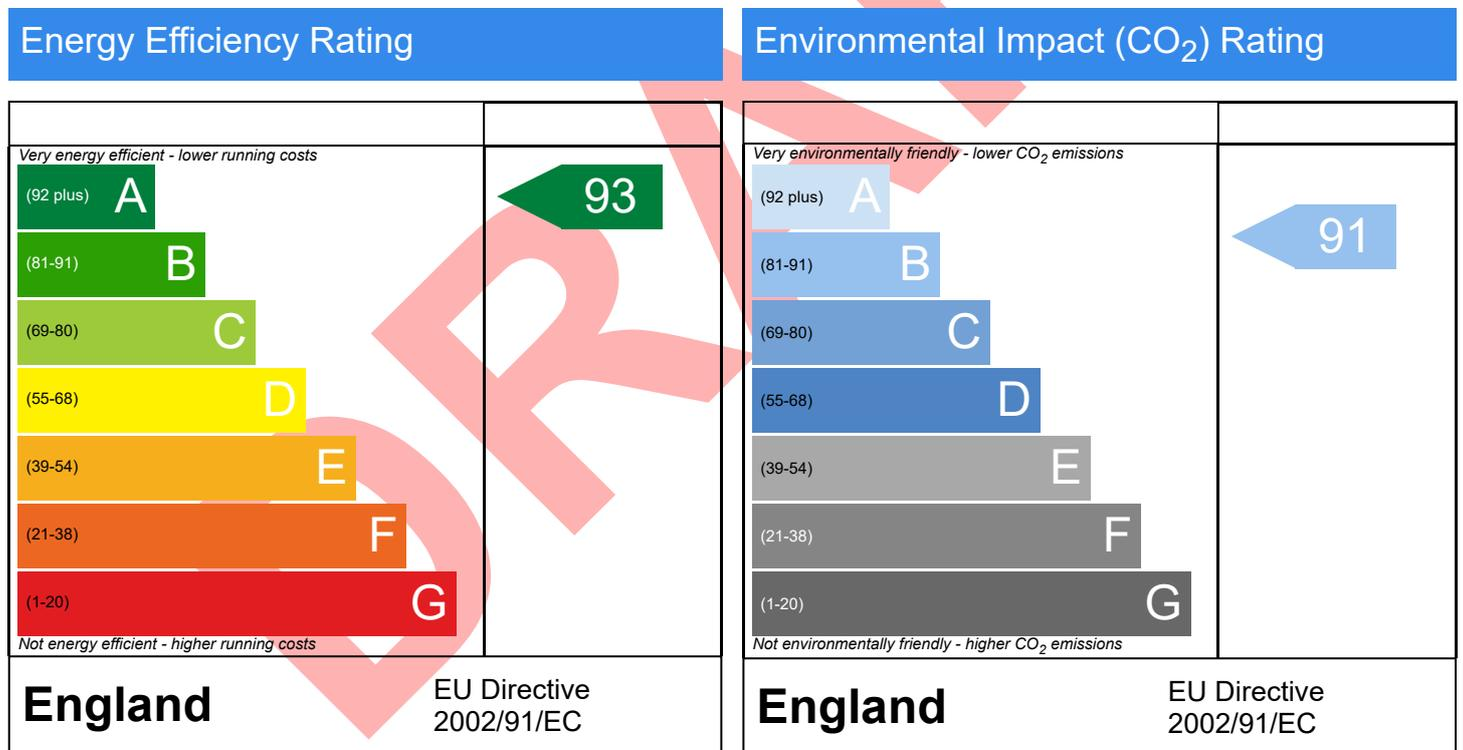 Energy Efficiency Rating
Very energy efficient - lower running costs
(92 plus) A
93
(81-91) B
(69-80) C
(55-68) D
(39-54) E
(21-38) F
(1-20) G
Not energy efficient - higher running costs
England
EU Directive
2002/91/EC
Environmental Impact (CO₂) Rating
Very environmentally friendly - lower CO₂ emissions
(92 plus) A
91
(81-91) B
(69-80) C
(55-68) D
(39-54) E
(21-38) F
(1-20) G
Not environmentally friendly - higher CO₂ emissions
England
EU Directive
2002/91/EC